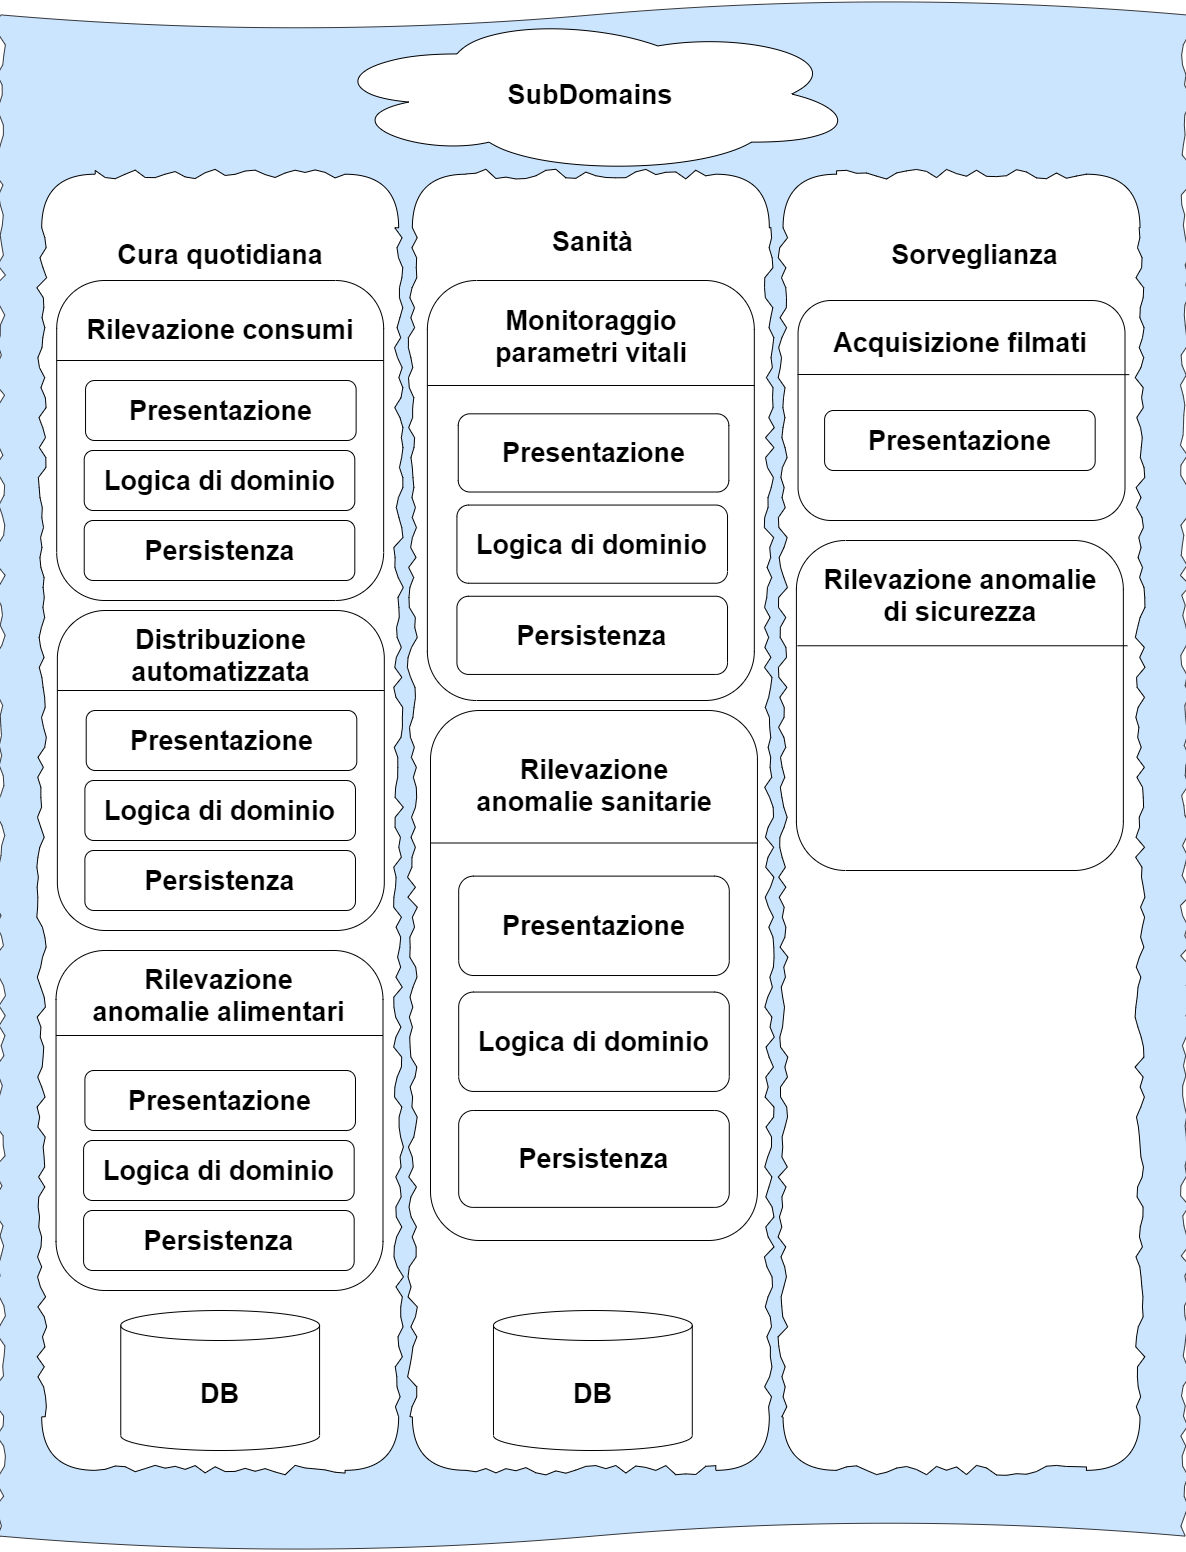 SubDomains
Cura quotidiana
Rilevazione consumi
Presentazione
Logica di dominio
Persistenza
Distribuzione
automatizzata
Presentazione
Logica di dominio
Persistenza
Rilevazione
anomalie alimentari
Presentazione
Logica di dominio
Persistenza
DB
Sanità
Monitoraggio
parametri vitali
Presentazione
Logica di dominio
Persistenza
Rilevazione
anomalie sanitarie
Presentazione
Logica di dominio
Persistenza
DB
Sorveglianza
Acquisizione filmati
Presentazione
Rilevazione anomalie
di sicurezza